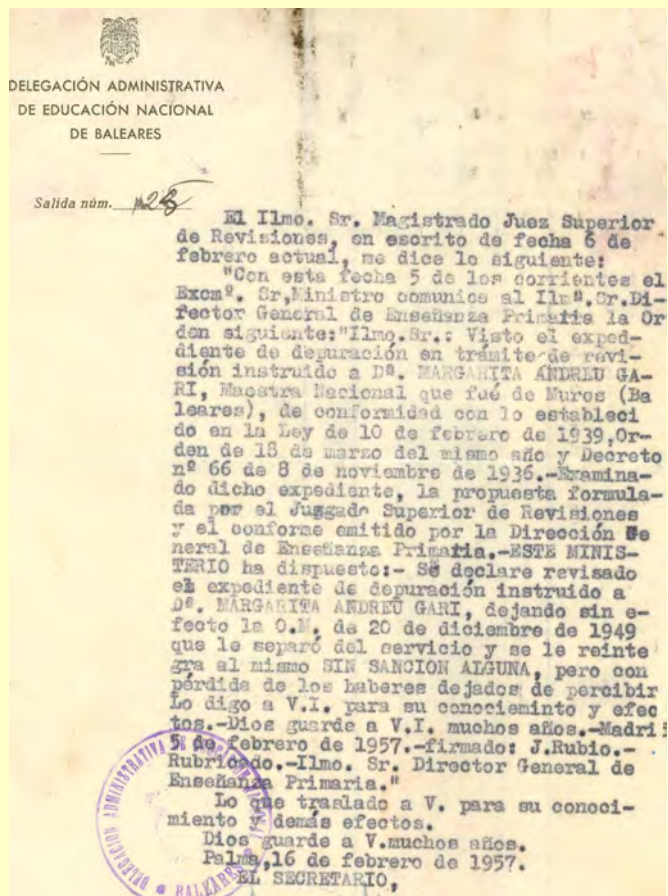 DELEGACIÓN ADMINISTRATIVA
DE EDUCACIÓN NACIONAL
DE BALEARES
Salida núm.
El Ilmo. Sr. Magistrado Juez Superior
de Revisiones, en escrito de fecha 6 de
febrero actual, me dice lo siguiente:
"Con esta fecha 5 de los corrientes el
Excmº. Sr,Ministro comunica al Ilmº.Sr.Di-
rector General de Enseñanza Primaria la Or
den siguiente:"Ilmo.Sr.: Visto el exped-
diente de depuración en trámite de revi-
sión instruido a Dª. MARGARITA ANDREU GA-
RI, Maestra Nacional que fué de Muros (Ba
leares), de conformidad con lo estableci
do en la Ley de 10 de febrero de 1939,Or-
den de 18 de marzo del mismo año y Decreto
nº 66 de 8 de noviembre de 1936.-Examina-
do dicho expediente, la propuesta formula-
da por el Juggado Superior de Revisiones
y el conforme emitido por la Dirección Ge
neral de Enseñanza Primaria.-ESTE MINIS-
TERIO ha dispuesto:- Se declare revisado
el expediente de depuración instruido a
Dª. MARGARITA ANDREU GARI, dejando sin e-
fecto la O.M. de 20 de diciembre de 1949
que le separó del servicio y se le reinte
gra al mismo SIN SANCION ALGUNA, pero con
pérdida de los haberes dejados de percibir
Lo digo a V.I. para su conocieminto y efec
tos.-Dios guarde a V.I. muchos años.-Madri
5 de febrero de 1957.-firmado: J.Rubio.-
Rubricado.-Ilmo. Sr. Director General de
Enseñanza Primaria."
Lo que traslado a V. para su conoci-
miento y demás efectos.
Dios guarde a V.muchos años.
Palma,16 de febrero de 1957.
EL SECRETARIO,
DELEGACION ADMINISTRATIVA DE
BALEARES